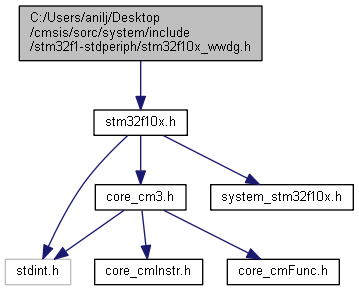 C:/Users/anilj/Desktop
/cmsis/sorc/system/include
/stm32f1-stdperiph/stm32f10x_wwdg.h
stm32f10x.h
core_cm3.h
system_stm32f10x.h
stdint.h
core_cmInstr.h
core_cmFunc.h